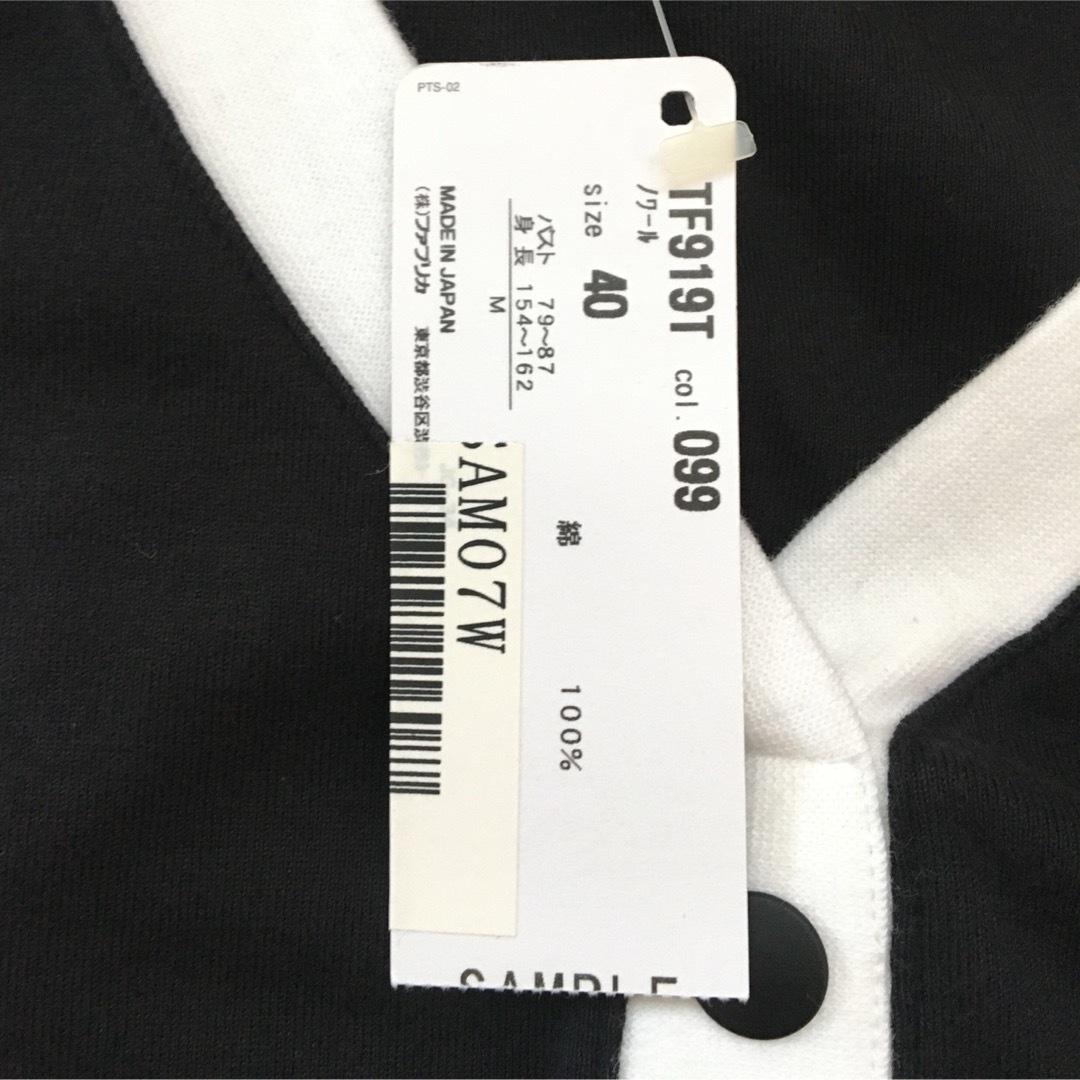 PTS-02
TF919T col. 099
ノワール
size 40
バスト 79~87
身長 154~162
M
綿 100%
MADE IN JAPAN
(株)ファブリカ 東京都渋谷区
SAM07W
SAMPLE